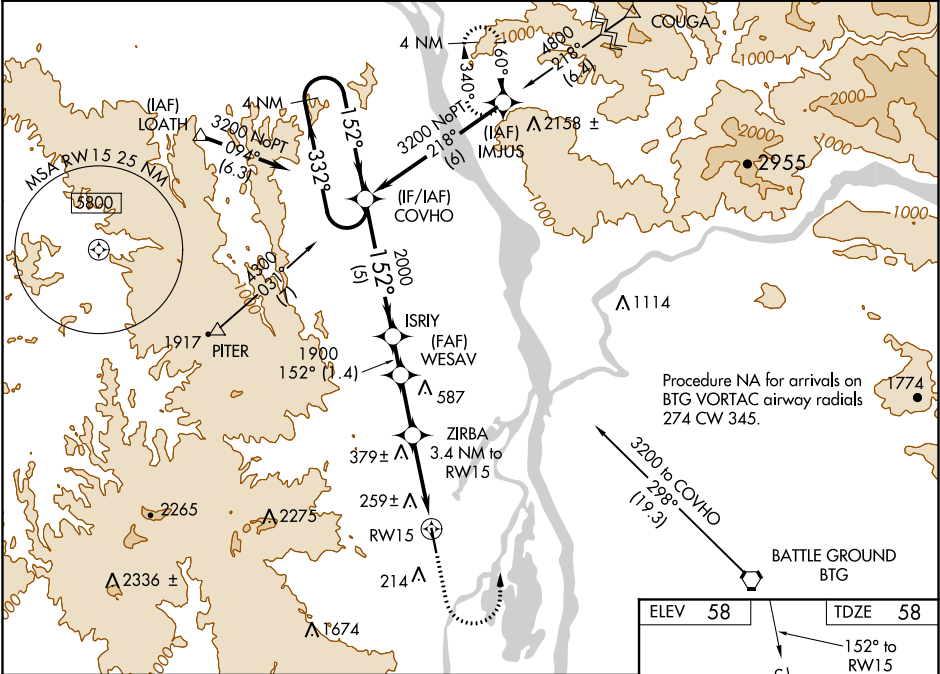 COUGA
1000
4 NM
4800
218°
(6.4)
340°
160°
1000
2000
(IAF)
LOATH
4 NM
3200 NoPT
094°
(6.3)
152°
332°
3200 NoPT
218°
(6)
(IAF)
IMJUS
2158 ±
2000
1000
2955
MSA RW15 25 NM
5800
(IF/IAF)
COVHO
1000
1000
4300
031°
(7)
2000
152°
(5)
1114
1917
PITER
ISRIY
(FAF)
WESAV
1900
152° (1.4)
587
Procedure NA for arrivals on
BTG VORTAC airway radials
274 CW 345.
1774
ZIRBA
3.4 NM to
RW15
379±
3200 to COVHO
298°
(19.3)
259±
2265
2275
RW15
BATTLE GROUND
BTG
2336 ±
214
ELEV 58
TDZE 58
1674
152° to
RW15